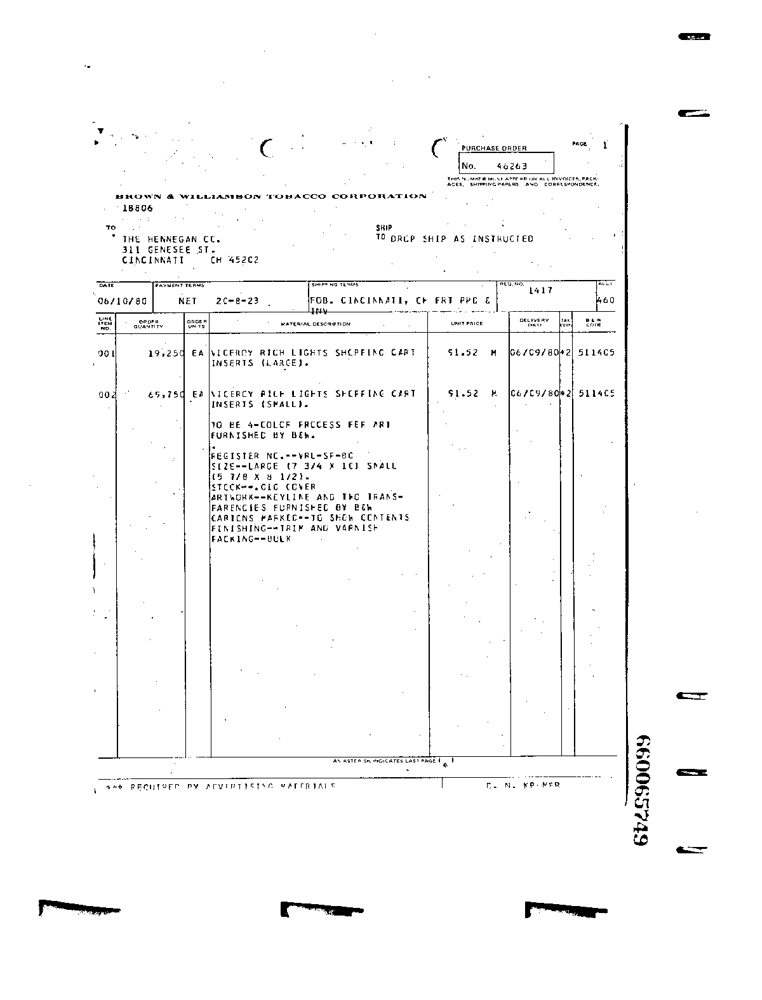 PURCHASE ORDER
PAGE 1
No. 46263
THIS NUMBER MUST APPEAR ON ALL INVOICES, PACK-
AGES, SHIPPING PAPERS AND CORRESPONDENCE.
BROWN & WILLIAMSON TOBACCO CORPORATION
18806
TO
THE HENNEGAN CO.
311 GENESEE ST.
CINCINNATI OH 45202
SHIP
TO DROP SHIP AS INSTRUCTED
DATE PAYMENT TERMS SHIPPING TERMS REQ. NO.
1417
06/10/80 NET 20-8-23 FOB. CINCINNATI, OH FRT PPD &
INV 460
LINE ITEM NO. ORDER QUANTITY ORDER UNITS MATERIAL DESCRIPTION UNIT PRICE DELIVERY DATE B & W CODE
001 19,250 EA VICEROY RICH LIGHTS SHOPPING CART 51.52 M 06/09/80 *2 511405
INSERTS (LARGE).
002 65,750 EA VICEROY RICH LIGHTS SHOPPING CART 51.52 M 06/09/80 *2 511405
INSERTS (SMALL).
TO BE 4-COLOR PROCESS PER ART
FURNISHED BY B&W.
REGISTER NO.--VRL-SF-80
SIZE--LARGE (7 3/4 X 10) SMALL
(5 7/8 X 8 1/2).
STOCK--.010 COVER
ARTWORK--KEYLINE AND TWO TRANS-
PARENCIES FURNISHED BY B&W
CARTONS MARKED--TO SHOW CONTENTS
FINISHING--TRIM AND VARNISH
PACKING--BULK
AN ASTERISK INDICATES LAST PAGE
*** REQUIRED BY ADVERTISING MATERIALS C. N.
660065749